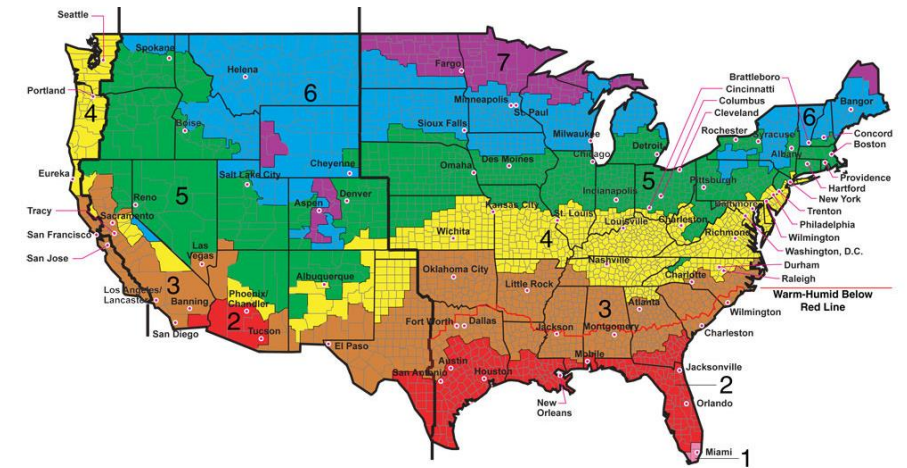 Seattle
Spokane
Helena
Fargo
7
Portland
6
Minneapolis
St. Paul
Brattleboro
Cincinnatti
Columbus
Cleveland
6
Bangor
4
Boise
Sioux Falls
Milwaukee
Rochester
Syracuse
Concord
Boston
Chicago
Detroit
Albany
Eureka
Salt Lake City
Cheyenne
Omaha
Des Moines
Pittsburgh
Providence
Hartford
5
Reno
Aspen
Denver
Indianapolis
5
New York
Trenton
Tracy
Sacramento
Kansas City
St. Louis
Louisville
Charleston
Baltimore
Philadelphia
San Francisco
Las
Vegas
Wichita
4
Richmond
Wilmington
San Jose
Washington, D.C.
3
Albuquerque
Oklahoma City
Nashville
Durham
Raleigh
Los Angeles/
Lancaster
Banning
Phoenix/
Chandler
Little Rock
3
Charlotte
Atlanta
Warm-Humid Below
Red Line
2
Wilmington
San Diego
Tucson
El Paso
Fort Worth
Dallas
Jackson
Montgomery
Charleston
Austin
Mobile
San Antonio
Houston
Jacksonville
2
New
Orleans
Orlando
Miami
1